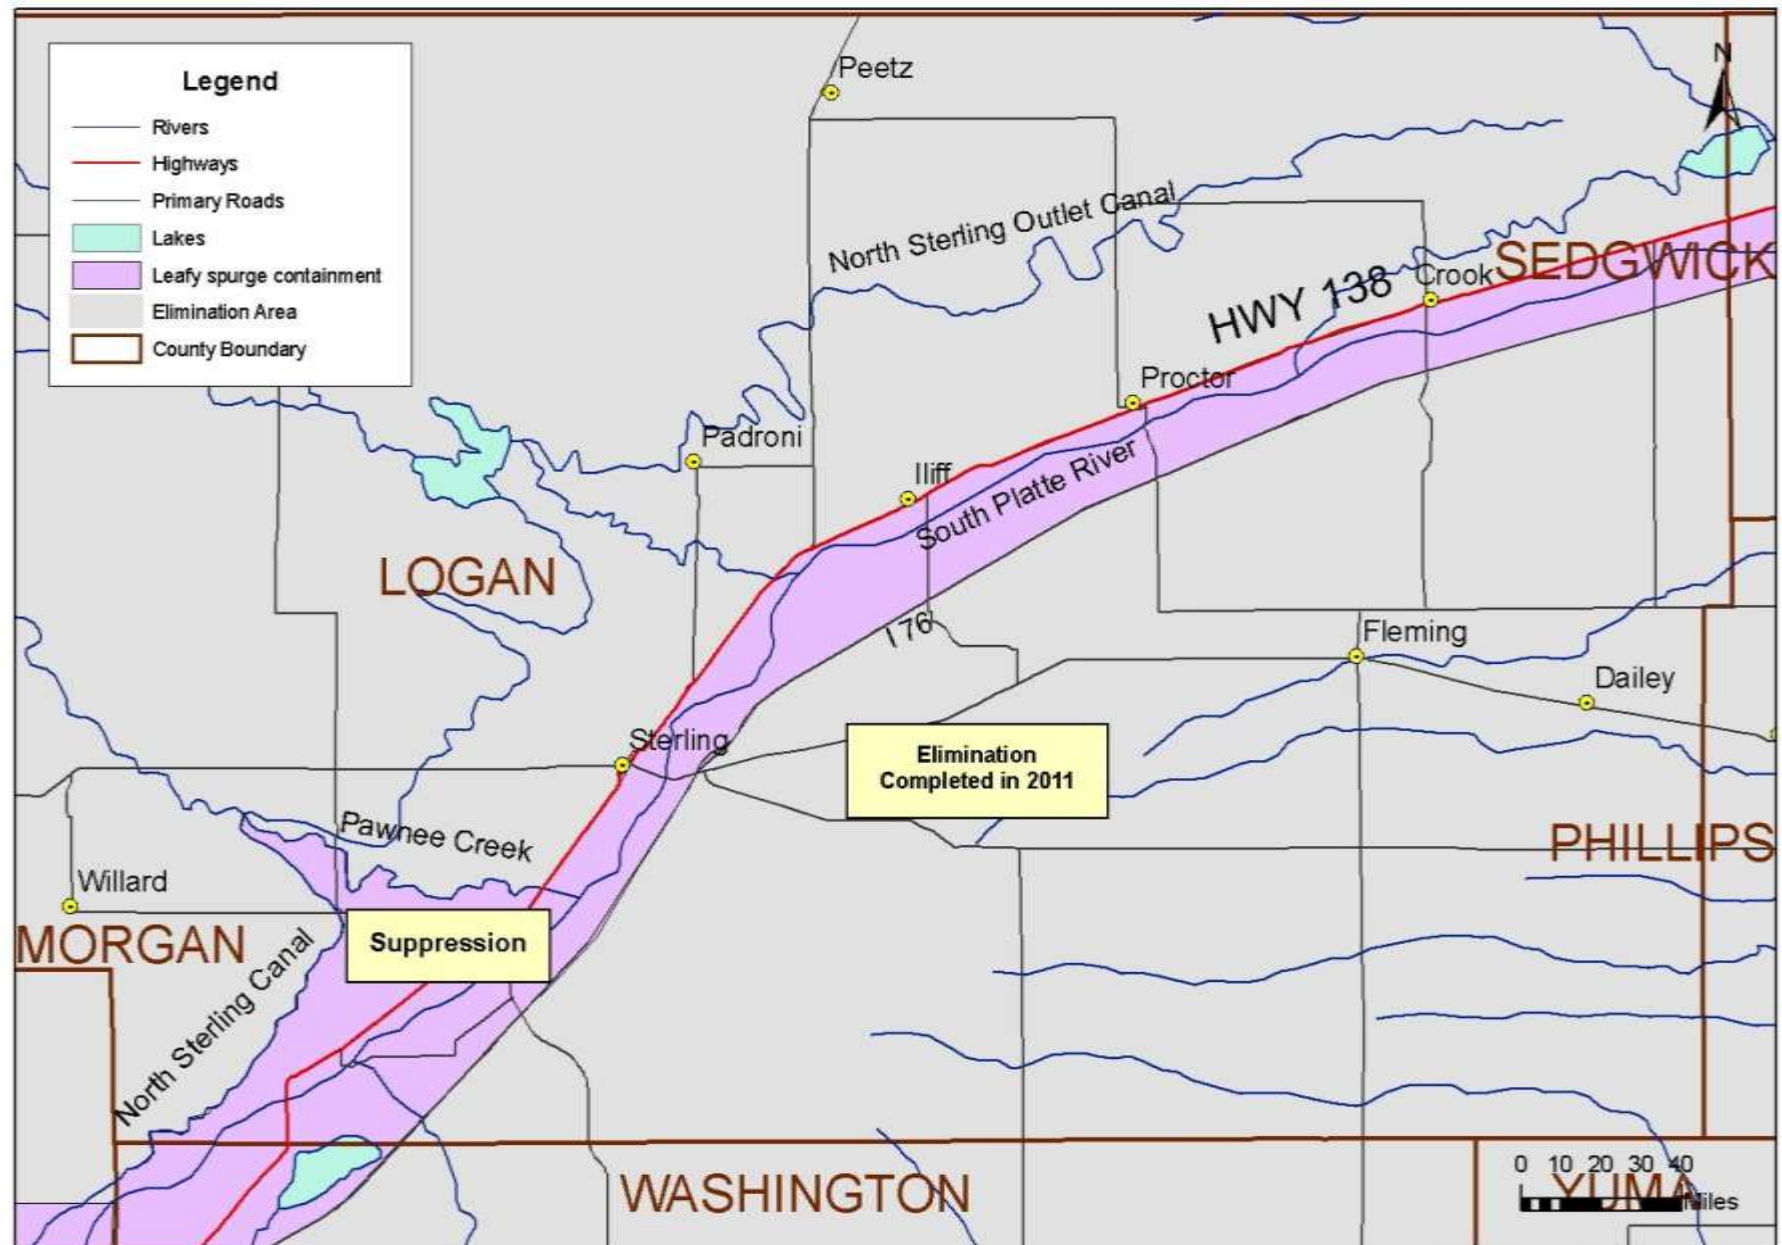 Legend
Rivers
Highways
Primary Roads
Lakes
Leafy spurge containment
Elimination Area
County Boundary
N
Peetz
North Sterling Outlet Canal
SEDGWICK
Crook
HWY 138
Proctor
Padroni
Iliff
South Platte River
LOGAN
I 76
Fleming
Dailey
Sterling
Elimination
Completed in 2011
Pawnee Creek
PHILLIPS
Willard
Suppression
MORGAN
North Sterling Canal
WASHINGTON
0 10 20 30 40
YUMA
Miles